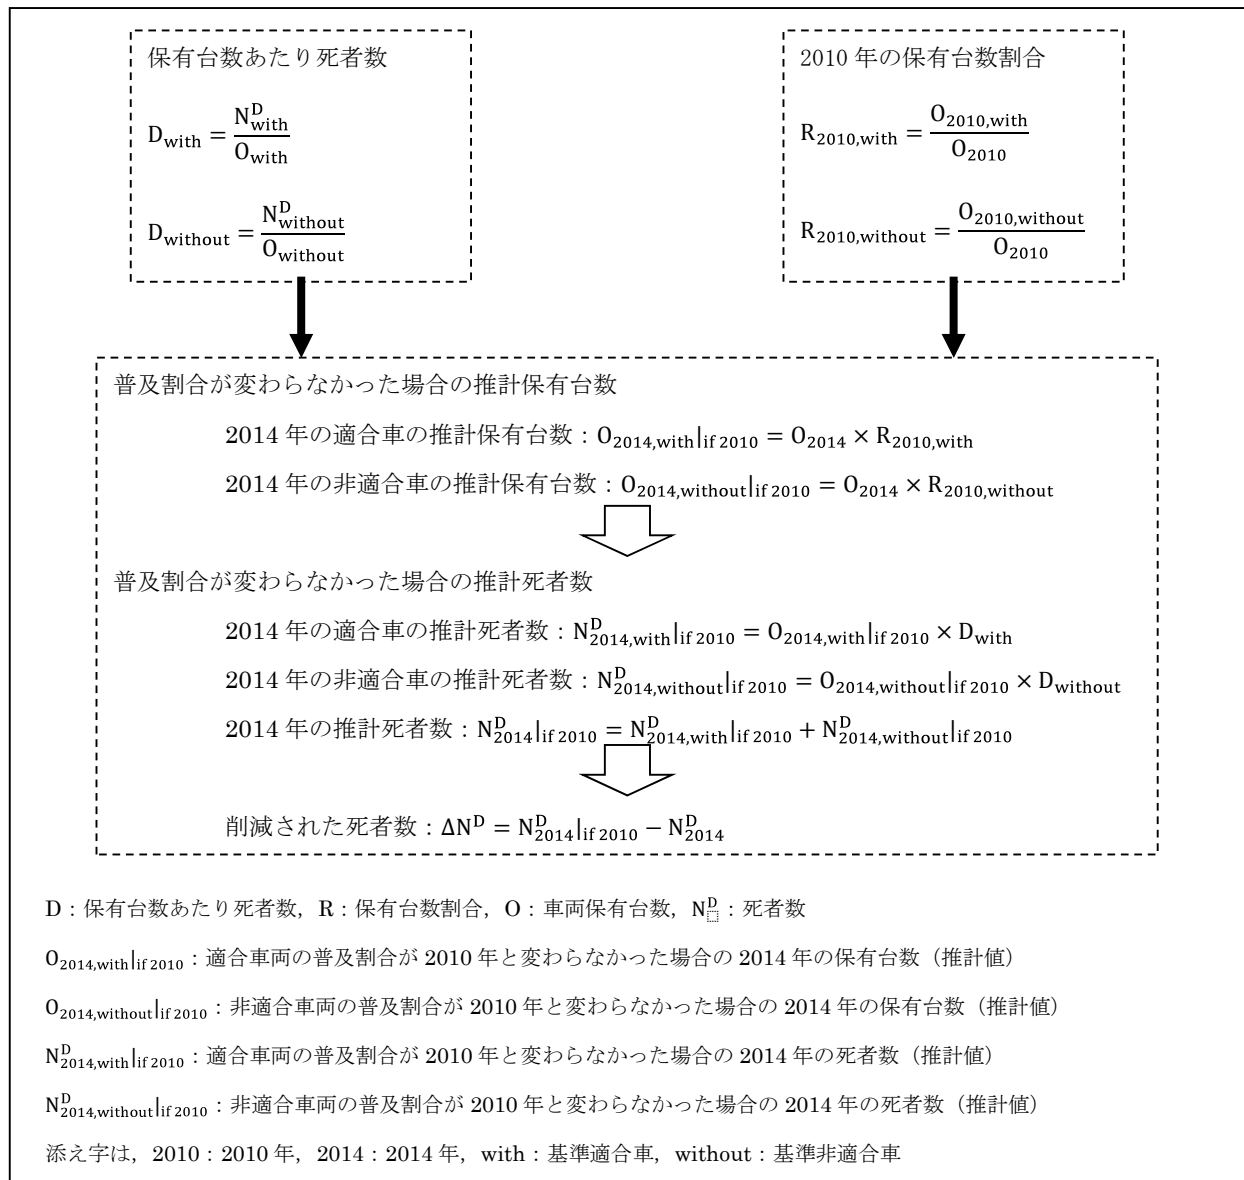 保有台数あたり死者数
D_with = N^D_with / O_with
D_without = N^D_without / O_without
2010 年の保有台数割合
R_2010,with = O_2010,with / O_2010
R_2010,without = O_2010,without / O_2010
普及割合が変わらなかった場合の推計保有台数
2014 年の適合車の推計保有台数：O_2014,with|if 2010 = O_2014 × R_2010,with
2014 年の非適合車の推計保有台数：O_2014,without|if 2010 = O_2014 × R_2010,without
普及割合が変わらなかった場合の推計死者数
2014 年の適合車の推計死者数：N^D_2014,with|if 2010 = O_2014,with|if 2010 × D_with
2014 年の非適合車の推計死者数：N^D_2014,without|if 2010 = O_2014,without|if 2010 × D_without
2014 年の推計死者数：N^D_2014|if 2010 = N^D_2014,with|if 2010 + N^D_2014,without|if 2010
削減された死者数：ΔN^D = N^D_2014|if 2010 − N^D_2014
D：保有台数あたり死者数，R：保有台数割合，O：車両保有台数，N^D_□：死者数
O_2014,with|if 2010：適合車両の普及割合が 2010 年と変わらなかった場合の 2014 年の保有台数（推計値）
O_2014,without|if 2010：非適合車両の普及割合が 2010 年と変わらなかった場合の 2014 年の保有台数（推計値）
N^D_2014,with|if 2010：適合車両の普及割合が 2010 年と変わらなかった場合の 2014 年の死者数（推計値）
N^D_2014,without|if 2010：非適合車両の普及割合が 2010 年と変わらなかった場合の 2014 年の死者数（推計値）
添え字は，2010：2010 年，2014：2014 年，with：基準適合車，without：基準非適合車